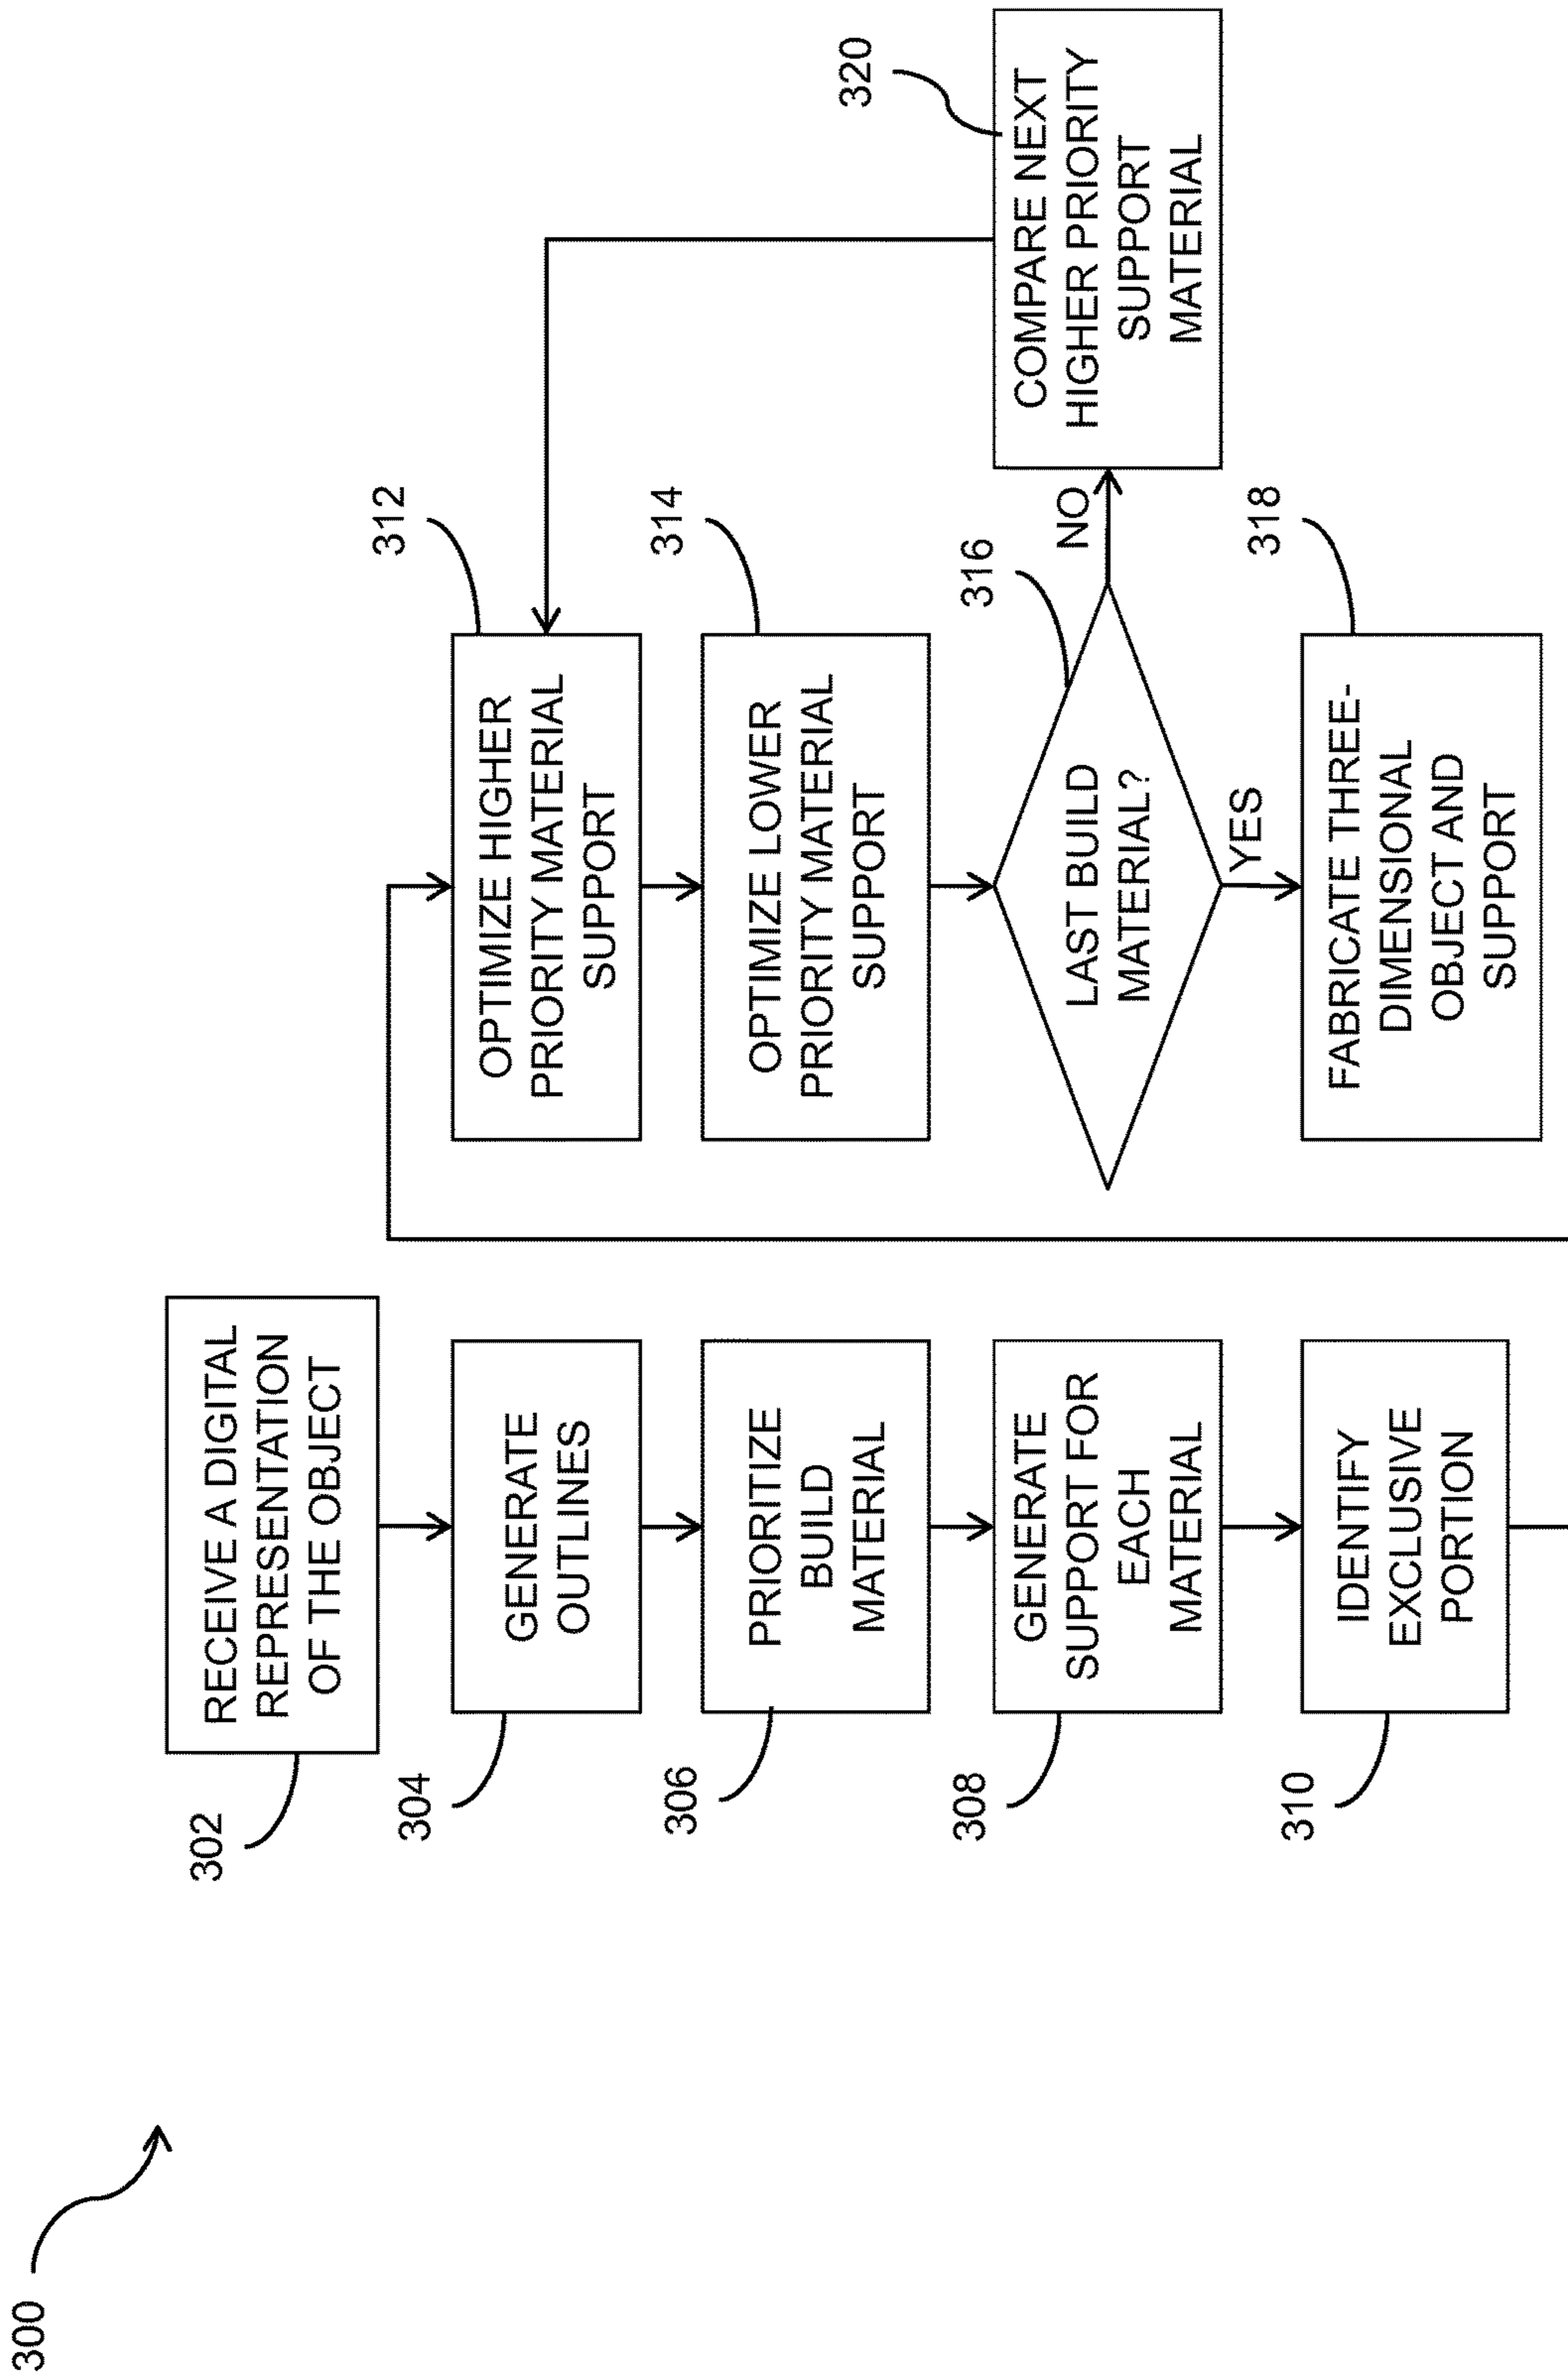 300
302
RECEIVE A DIGITAL
REPRESENTATION
OF THE OBJECT
304
GENERATE
OUTLINES
306
PRIORITIZE
BUILD
MATERIAL
308
GENERATE
SUPPORT FOR
EACH
MATERIAL
310
IDENTIFY
EXCLUSIVE
PORTION
312
OPTIMIZE HIGHER
PRIORITY MATERIAL
SUPPORT
314
OPTIMIZE LOWER
PRIORITY MATERIAL
SUPPORT
316
LAST BUILD
MATERIAL?
NO
YES
318
FABRICATE THREE-
DIMENSIONAL
OBJECT AND
SUPPORT
320
COMPARE NEXT
HIGHER PRIORITY
SUPPORT
MATERIAL